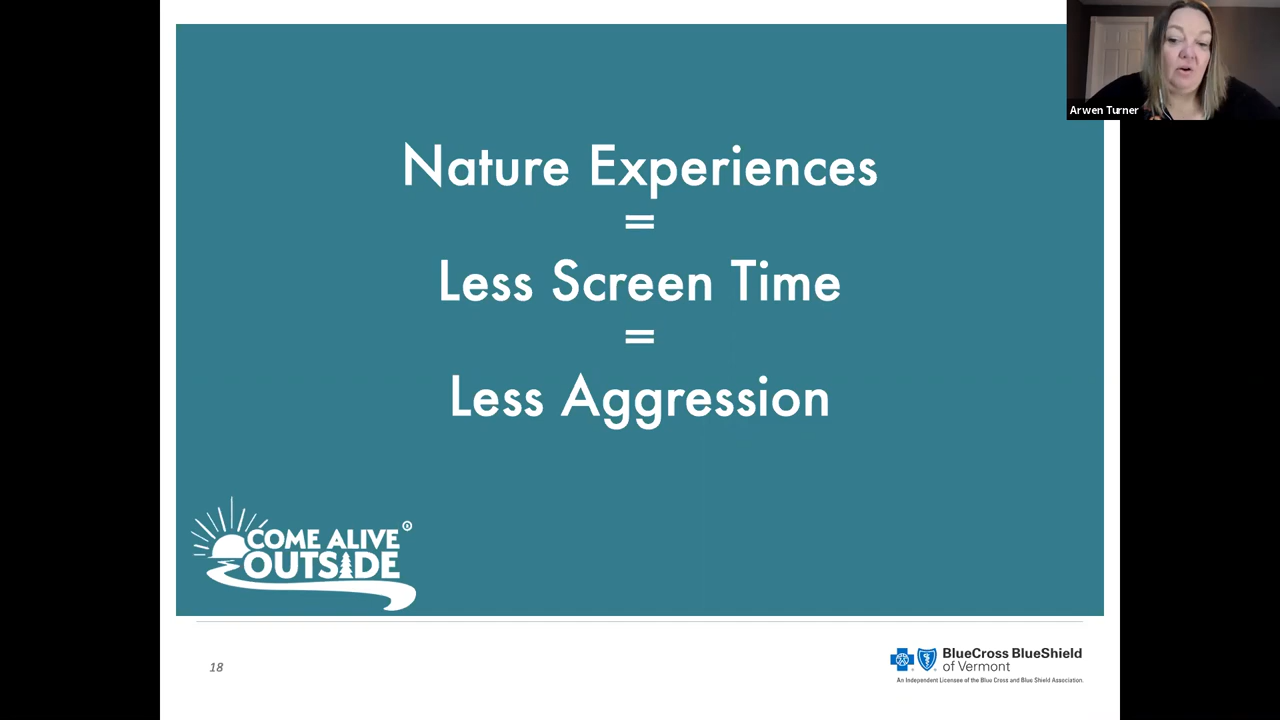 Arwen Turner
Nature Experiences
=
Less Screen Time
=
Less Aggression
COME ALIVE ®
OUTSIDE
18
BlueCross BlueShield
of Vermont
An Independent Licensee of the Blue Cross and Blue Shield Association.